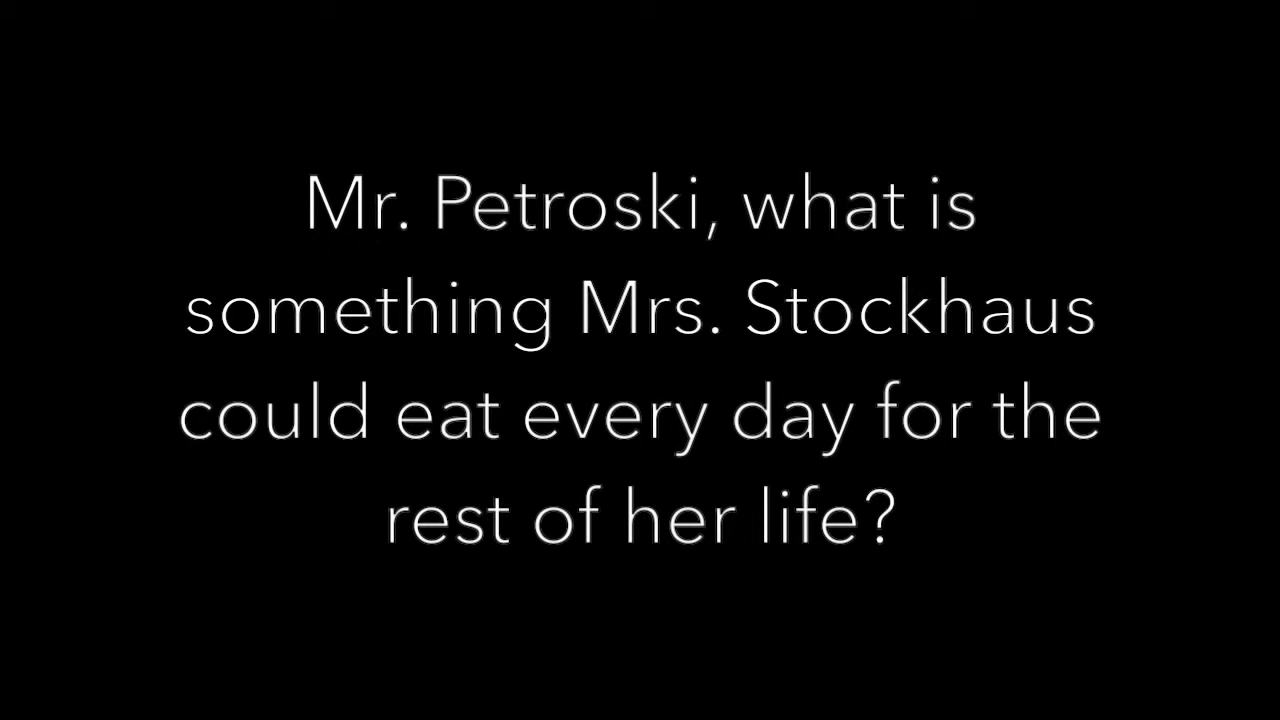 Mr. Petroski, what is
something Mrs. Stockhaus
could eat every day for the
rest of her life?